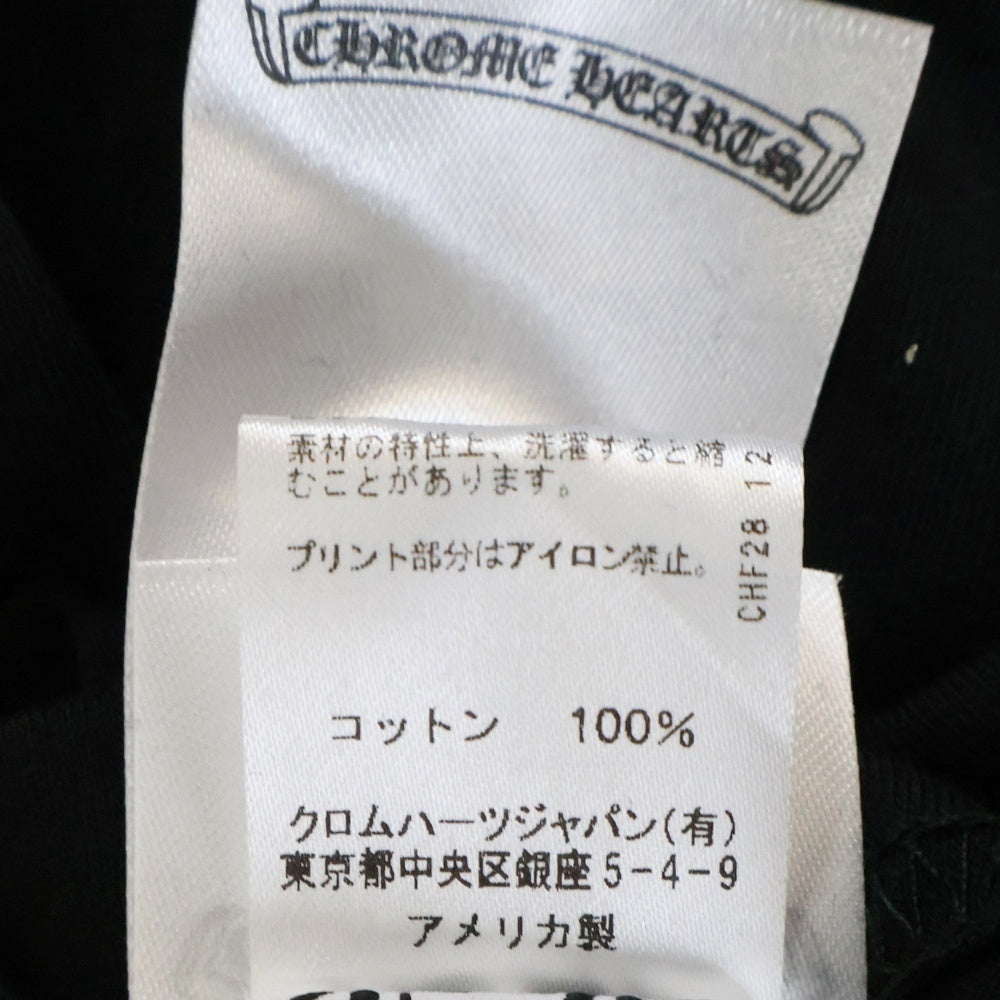 CHROME HEARTS
素材の特性上、洗濯すると縮
むことがあります。
プリント部分はアイロン禁止。
CHF28 12
コットン 100%
クロムハーツジャパン(有)
東京都中央区銀座5-4-9
アメリカ製